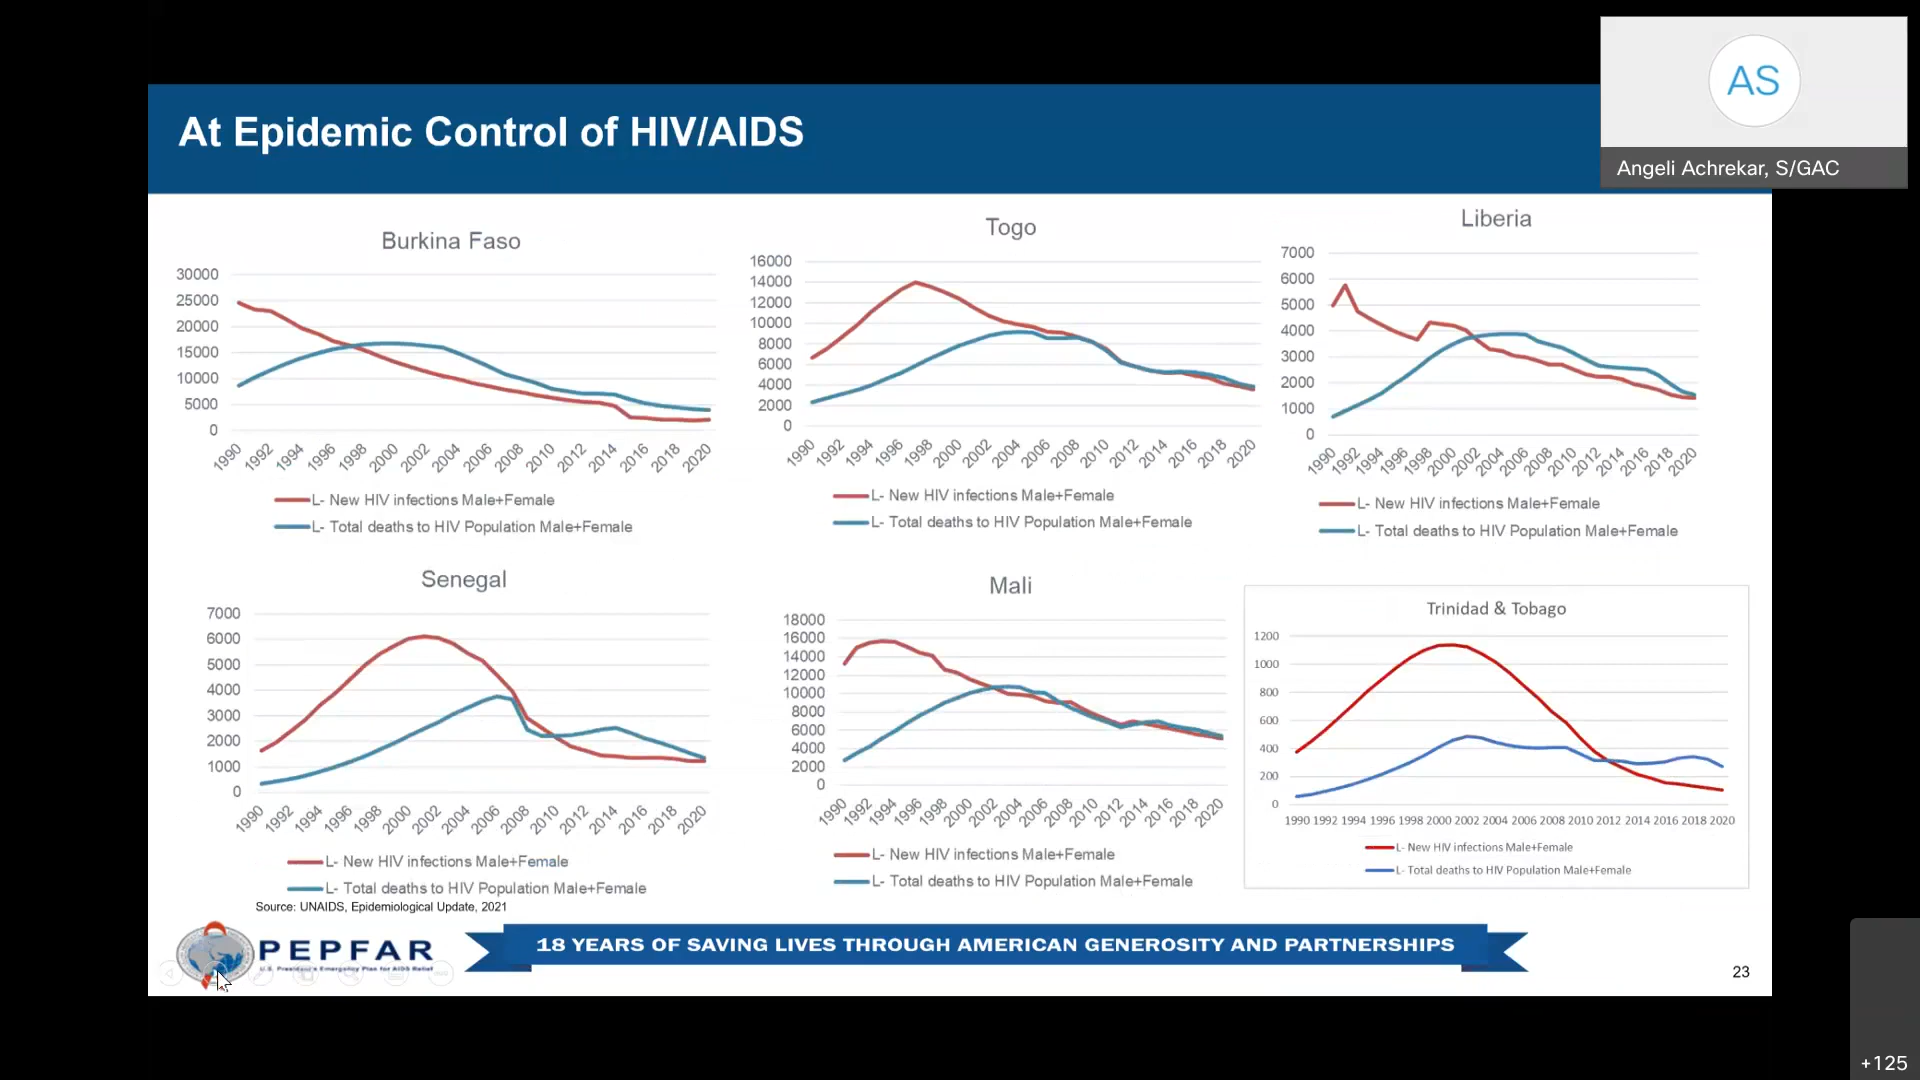 AS
Angeli Achrekar, S/GAC
At Epidemic Control of HIV/AIDS
Burkina Faso
30000
25000
20000
15000
10000
5000
0
1990 1992 1994 1996 1998 2000 2002 2004 2006 2008 2010 2012 2014 2016 2018 2020
L- New HIV infections Male+Female
L- Total deaths to HIV Population Male+Female
Togo
16000
14000
12000
10000
8000
6000
4000
2000
0
1990 1992 1994 1996 1998 2000 2002 2004 2006 2008 2010 2012 2014 2016 2018 2020
L- New HIV infections Male+Female
L- Total deaths to HIV Population Male+Female
Liberia
7000
6000
5000
4000
3000
2000
1000
0
1990 1992 1994 1996 1998 2000 2002 2004 2006 2008 2010 2012 2014 2016 2018 2020
L- New HIV infections Male+Female
L- Total deaths to HIV Population Male+Female
Senegal
7000
6000
5000
4000
3000
2000
1000
0
1990 1992 1994 1996 1998 2000 2002 2004 2006 2008 2010 2012 2014 2016 2018 2020
L- New HIV infections Male+Female
L- Total deaths to HIV Population Male+Female
Mali
18000
16000
14000
12000
10000
8000
6000
4000
2000
0
1990 1992 1994 1996 1998 2000 2002 2004 2006 2008 2010 2012 2014 2016 2018 2020
L- New HIV infections Male+Female
L- Total deaths to HIV Population Male+Female
Trinidad & Tobago
1200
1000
800
600
400
200
0
1990 1992 1994 1996 1998 2000 2002 2004 2006 2008 2010 2012 2014 2016 2018 2020
L- New HIV infections Male+Female
L- Total deaths to HIV Population Male+Female
Source: UNAIDS, Epidemiological Update, 2021
PEPFAR
U.S. President's Emergency Plan for AIDS Relief
18 YEARS OF SAVING LIVES THROUGH AMERICAN GENEROSITY AND PARTNERSHIPS
23
+125